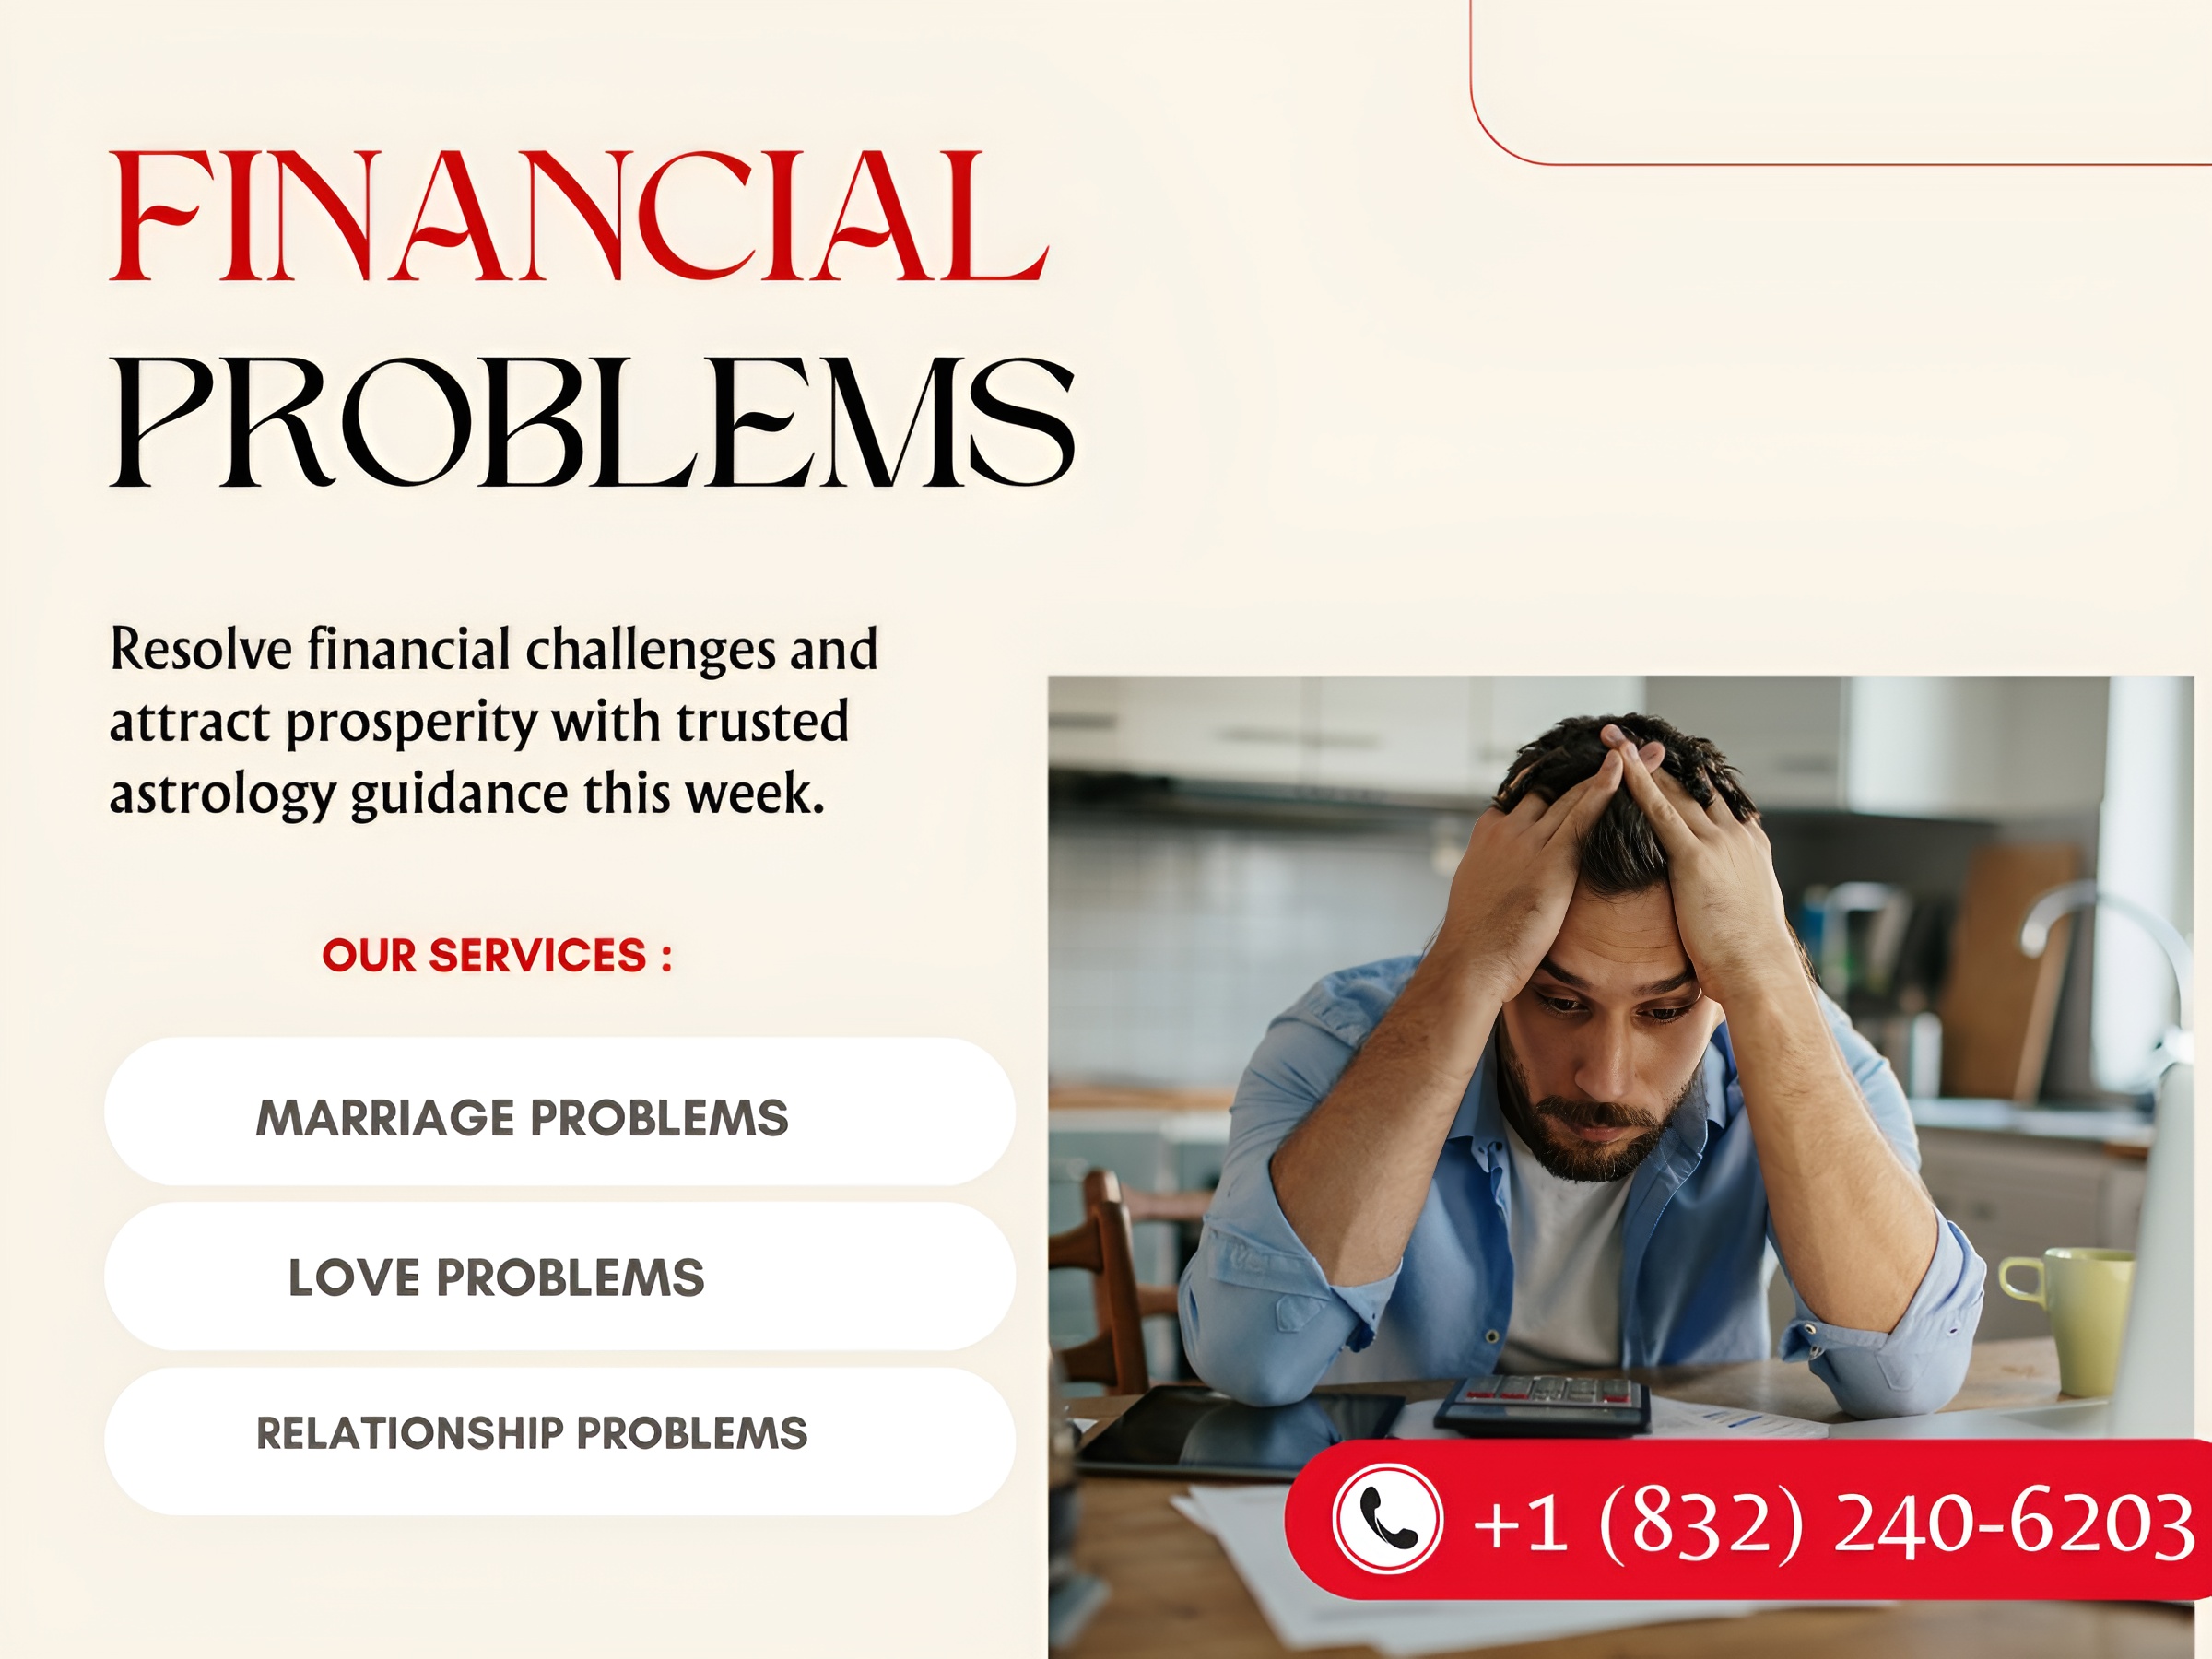 FINANCIAL
PROBLEMS
Resolve financial challenges and
attract prosperity with trusted
astrology guidance this week.
OUR SERVICES :
MARRIAGE PROBLEMS
LOVE PROBLEMS
RELATIONSHIP PROBLEMS
+1 (832) 240-6203